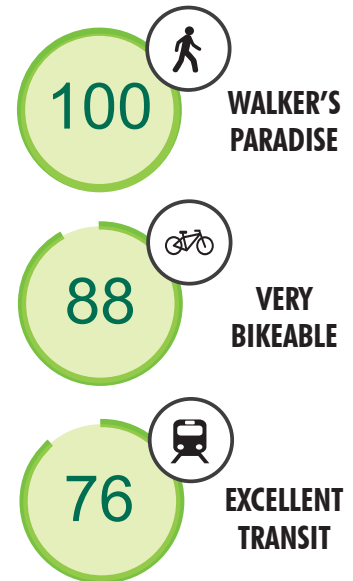 100
WALKER'S
PARADISE
88
VERY
BIKEABLE
76
EXCELLENT
TRANSIT